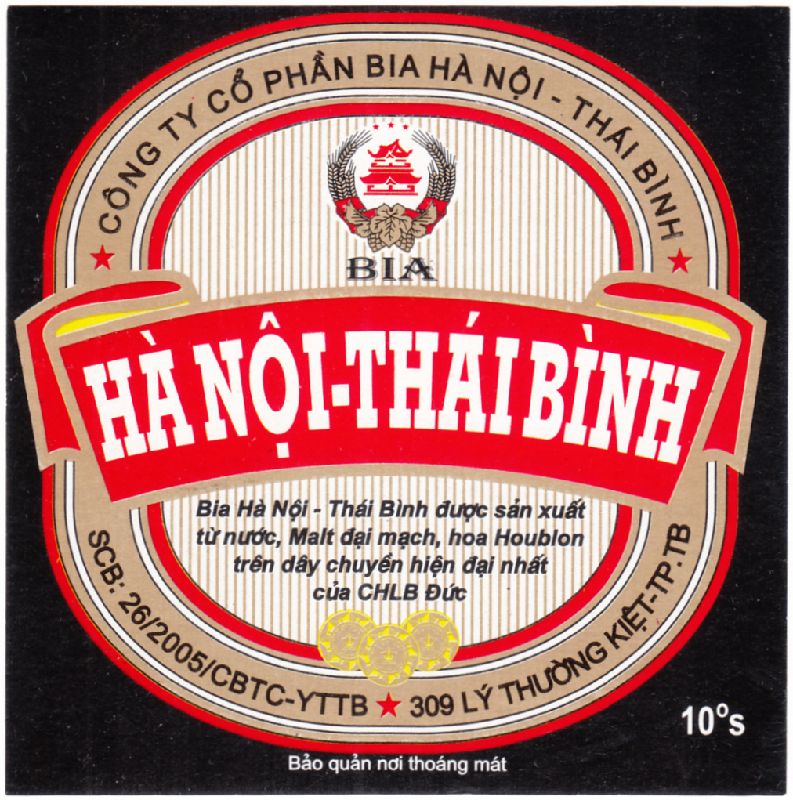 CÔNG TY CỔ PHẦN BIA HÀ NỘI - THÁI BÌNH
BIA
HÀ NỘI-THÁI BÌNH
Bia Hà Nội - Thái Bình được sản xuất
từ nước, Malt đại mạch, hoa Houblon
trên dây chuyền hiện đại nhất
của CHLB Đức
SCB: 26/2005/CBTC-YTTB ★ 309 LÝ THƯỜNG KIỆT-TP.TB
10°s
Bảo quản nơi thoáng mát